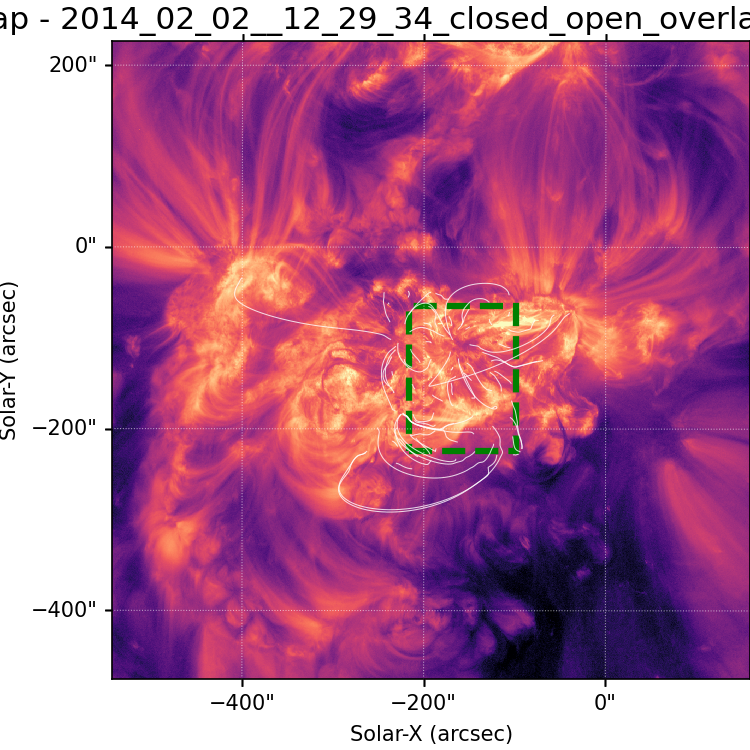 ap - 2014_02_02__12_29_34_closed_open_overla
200"
0"
−200"
−400"
Solar-Y (arcsec)
−400"
−200"
0"
Solar-X (arcsec)